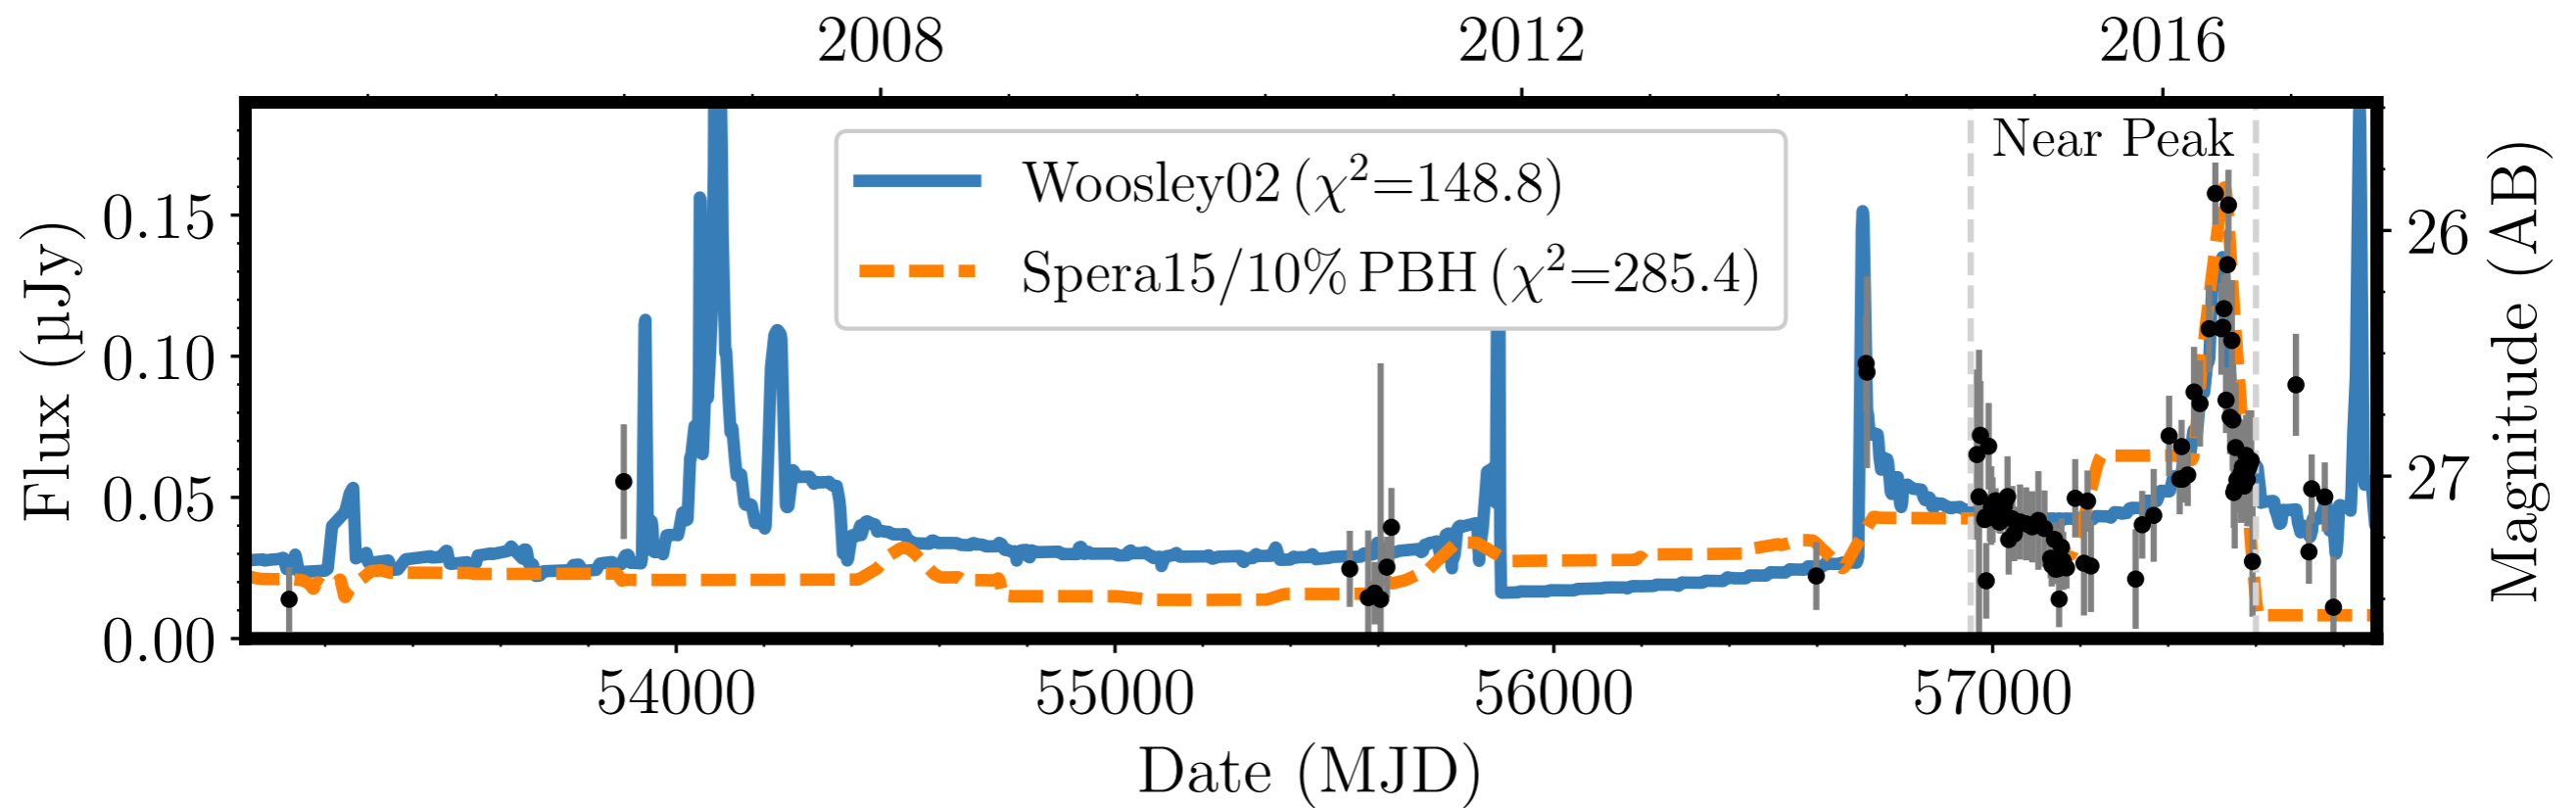 2008 2012 2016
Near Peak
Woosley02 (χ²=148.8)
Spera15/10% PBH (χ²=285.4)
Flux (μJy)
0.15
0.10
0.05
0.00
26
27
Magnitude (AB)
54000 55000 56000 57000
Date (MJD)